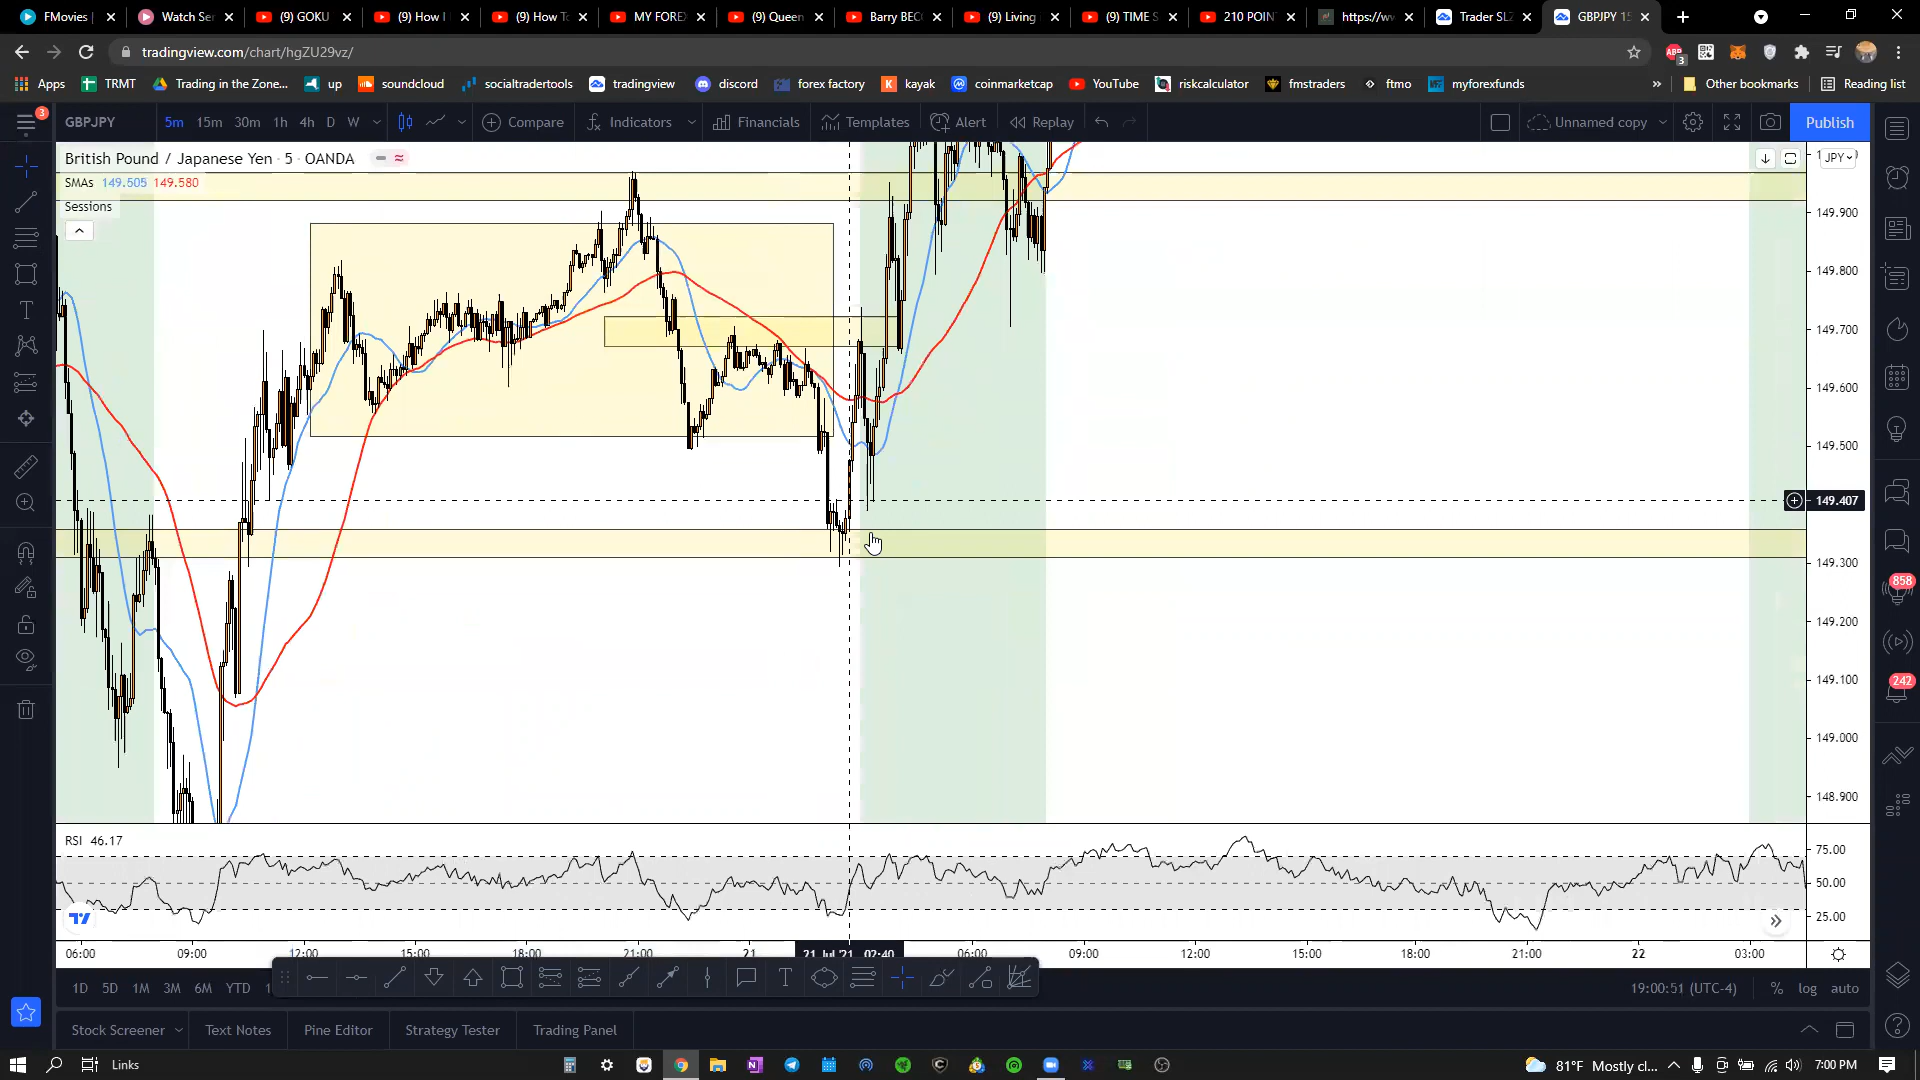 FMovies
Watch Se
(9) GOKU
(9) How I
(9) How To
MY FORE
(9) Queen
Barry BEC
(9) Living
(9) TIME S
210 POIN
https://w
Trader SL
GBPJPY 15
tradingview.com/chart/hgZU29vz/
3
Apps
TRMT
Trading in the Zone...
up
soundcloud
socialtradertools
tradingview
discord
forex factory
kayak
coinmarketcap
YouTube
riskcalculator
fmstraders
ftmo
myforexfunds
»
Other bookmarks
Reading list
3
GBPJPY
5m
15m
30m
1h
4h
D
W
Compare
Indicators
Financials
Templates
Alert
Replay
Unnamed copy
Publish
British Pound / Japanese Yen · 5 · OANDA
JPY
SMAs 149.505 149.580
Sessions
149.900
149.800
149.700
149.600
149.500
149.407
149.300
149.200
149.100
149.000
148.900
858
242
RSI 46.17
75.00
50.00
25.00
06:00
09:00
12:00
15:00
18:00
21:00
21
21 Jul '21 02:40
06:00
09:00
12:00
15:00
18:00
21:00
22
03:00
1D
5D
1M
3M
6M
YTD
19:00:51 (UTC-4)
%
log
auto
Stock Screener
Text Notes
Pine Editor
Strategy Tester
Trading Panel
Links
81°F Mostly cl...
7:00 PM